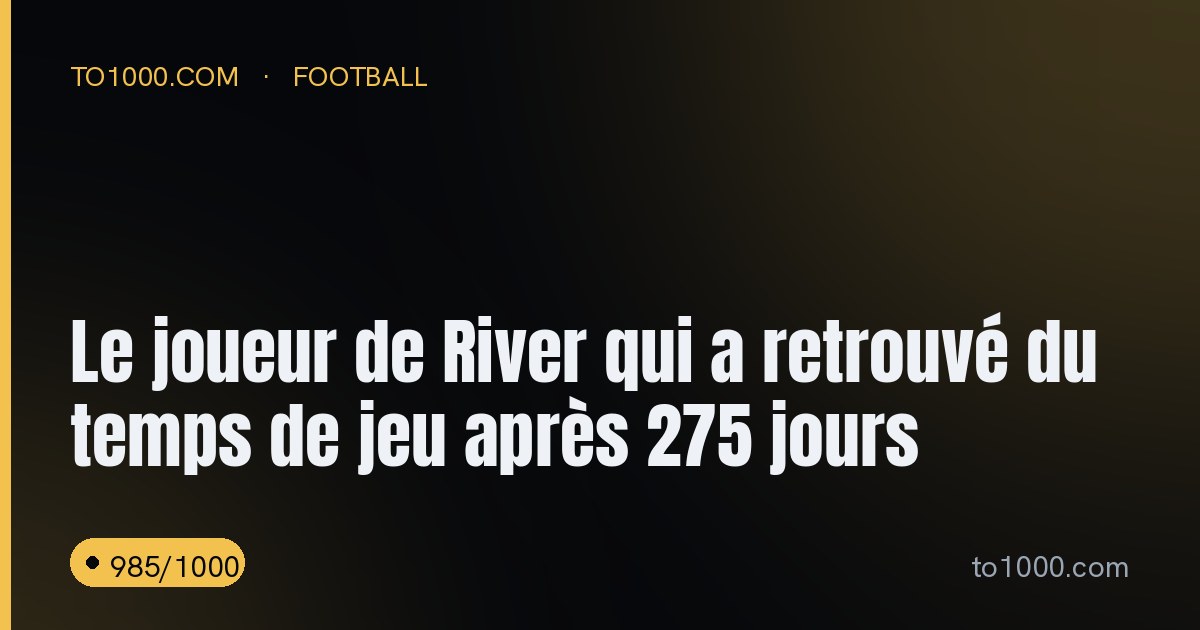 TO1000.COM · FOOTBALL
Le joueur de River qui a retrouvé du
temps de jeu après 275 jours
985/1000
to1000.com